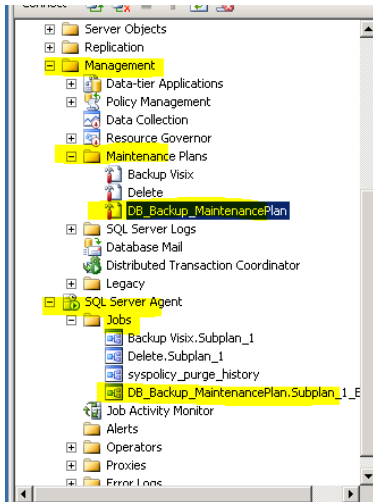 Connect
Server Objects
Replication
Management
Data-tier Applications
Policy Management
Data Collection
Resource Governor
Maintenance Plans
Backup Visix
Delete
DB_Backup_MaintenancePlan
SQL Server Logs
Database Mail
Distributed Transaction Coordinator
Legacy
SQL Server Agent
Jobs
Backup Visix.Subplan_1
Delete.Subplan_1
syspolicy_purge_history
DB_Backup_MaintenancePlan.Subplan_1_E
Job Activity Monitor
Alerts
Operators
Proxies
Error Logs